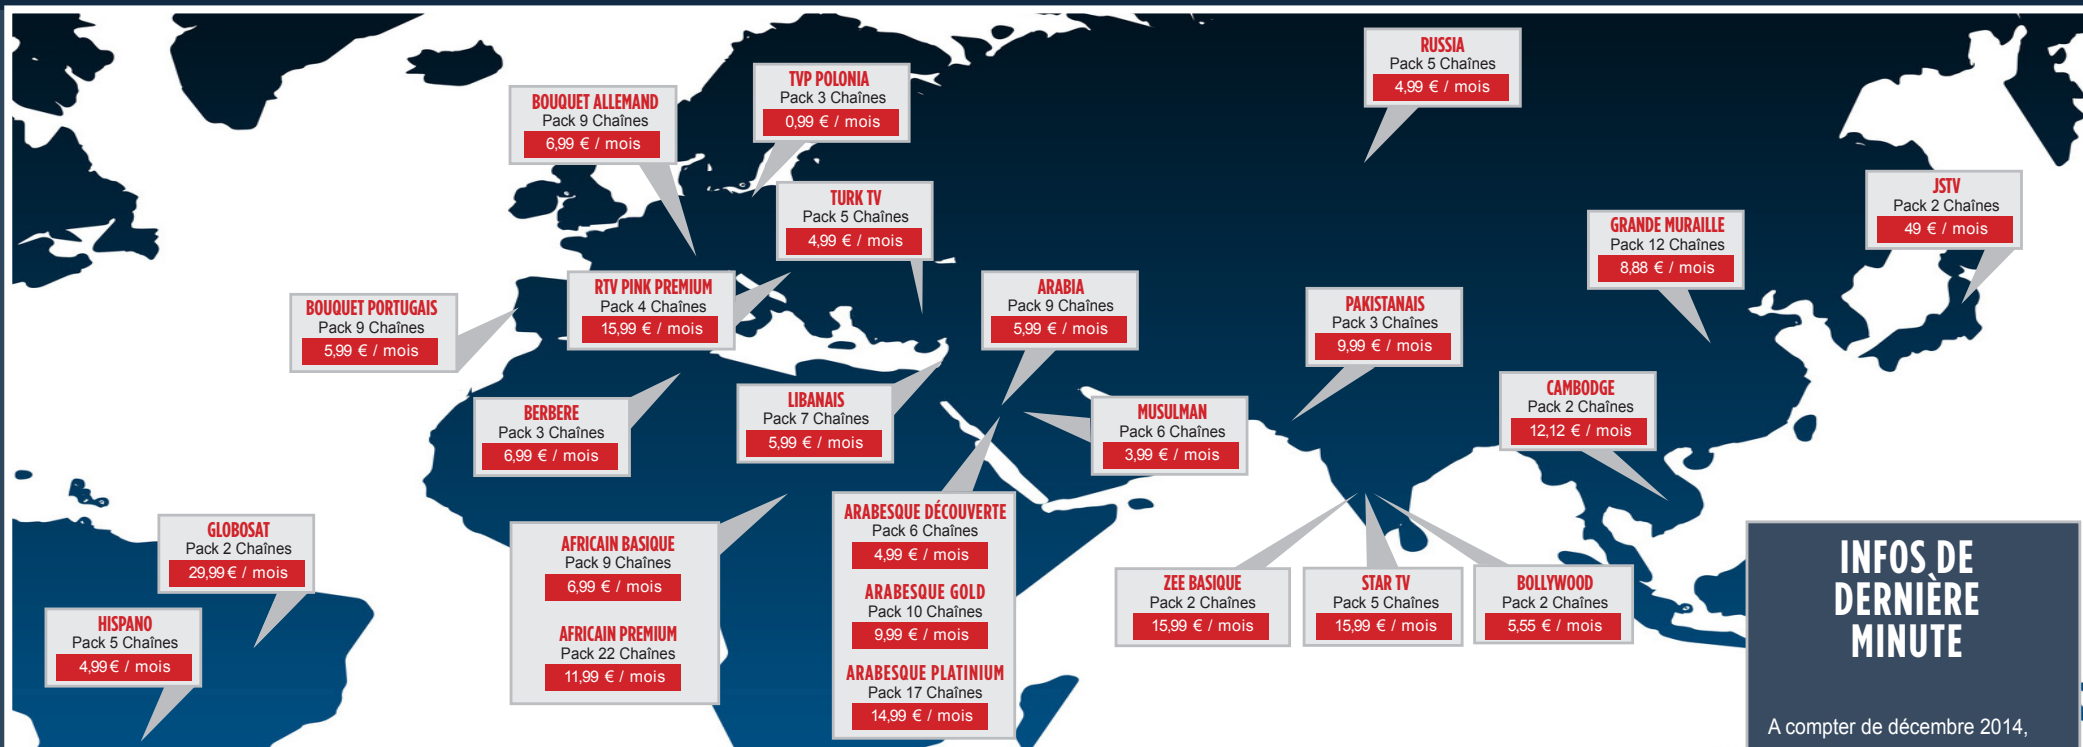 RUSSIA
Pack 5 Chaînes
4,99 € / mois
TVP POLONIA
Pack 3 Chaînes
0,99 € / mois
BOUQUET ALLEMAND
Pack 9 Chaînes
6,99 € / mois
TURK TV
Pack 5 Chaînes
4,99 € / mois
JSTV
Pack 2 Chaînes
49 € / mois
GRANDE MURAILLE
Pack 12 Chaînes
8,88 € / mois
RTV PINK PREMIUM
Pack 4 Chaînes
15,99 € / mois
ARABIA
Pack 9 Chaînes
5,99 € / mois
BOUQUET PORTUGAIS
Pack 9 Chaînes
5,99 € / mois
PAKISTANAIS
Pack 3 Chaînes
9,99 € / mois
BERBERE
Pack 3 Chaînes
6,99 € / mois
LIBANAIS
Pack 7 Chaînes
5,99 € / mois
MUSULMAN
Pack 6 Chaînes
3,99 € / mois
CAMBODGE
Pack 2 Chaînes
12,12 € / mois
GLOBOSAT
Pack 2 Chaînes
29,99 € / mois
HISPANO
Pack 5 Chaînes
4,99 € / mois
AFRICAIN BASIQUE
Pack 9 Chaînes
6,99 € / mois
AFRICAIN PREMIUM
Pack 22 Chaînes
11,99 € / mois
ARABESQUE DÉCOUVERTE
Pack 6 Chaînes
4,99 € / mois
ARABESQUE GOLD
Pack 10 Chaînes
9,99 € / mois
ARABESQUE PLATINIUM
Pack 17 Chaînes
14,99 € / mois
ZEE BASIQUE
Pack 2 Chaînes
15,99 € / mois
STAR TV
Pack 5 Chaînes
15,99 € / mois
BOLLYWOOD
Pack 2 Chaînes
5,55 € / mois
INFOS DE
DERNIÈRE
MINUTE
A compter de décembre 2014,